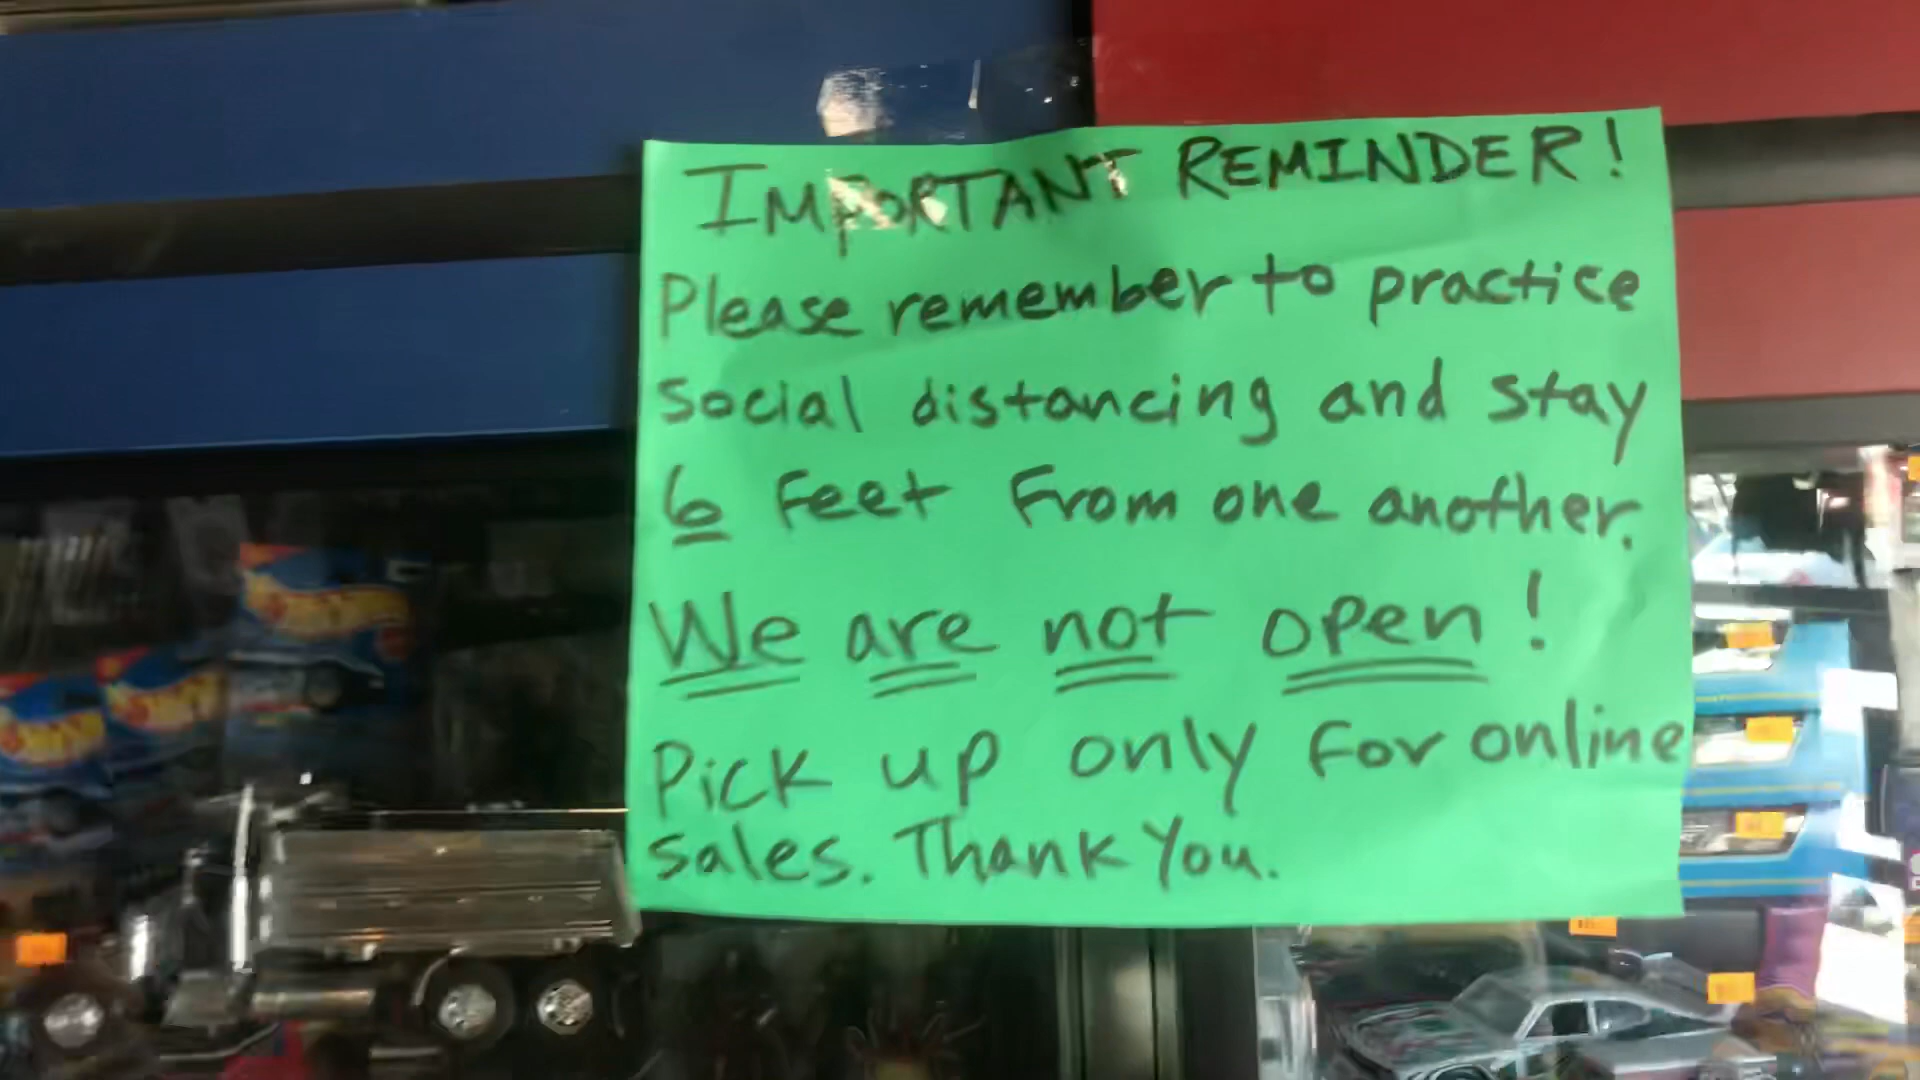 IMPORTANT REMINDER!
Please remember to practice
social distancing and stay
6 feet from one another.
We are not open!
Pick up only for online
sales. Thank You.